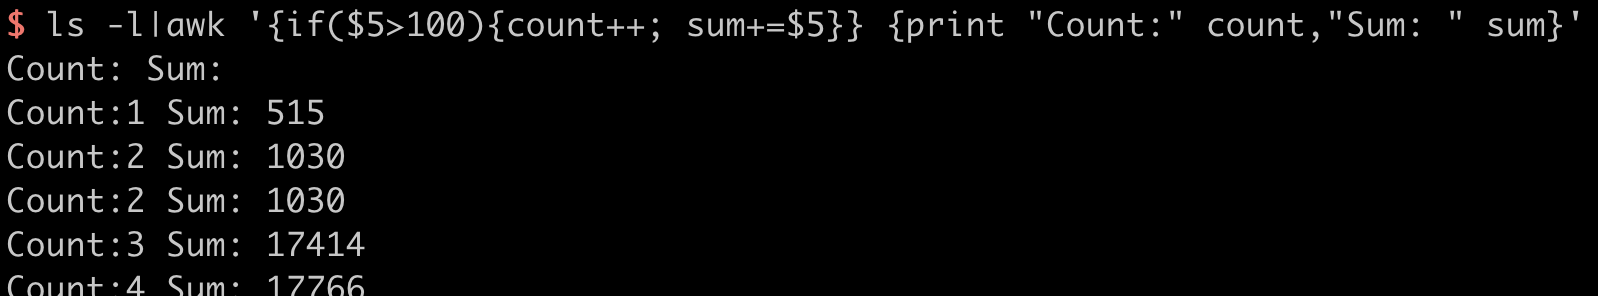 $ ls -l|awk '{if($5>100){count++; sum+=$5}} {print "Count:" count,"Sum: " sum}'
Count: Sum:
Count:1 Sum: 515
Count:2 Sum: 1030
Count:2 Sum: 1030
Count:3 Sum: 17414
Count:4 Sum: 17766